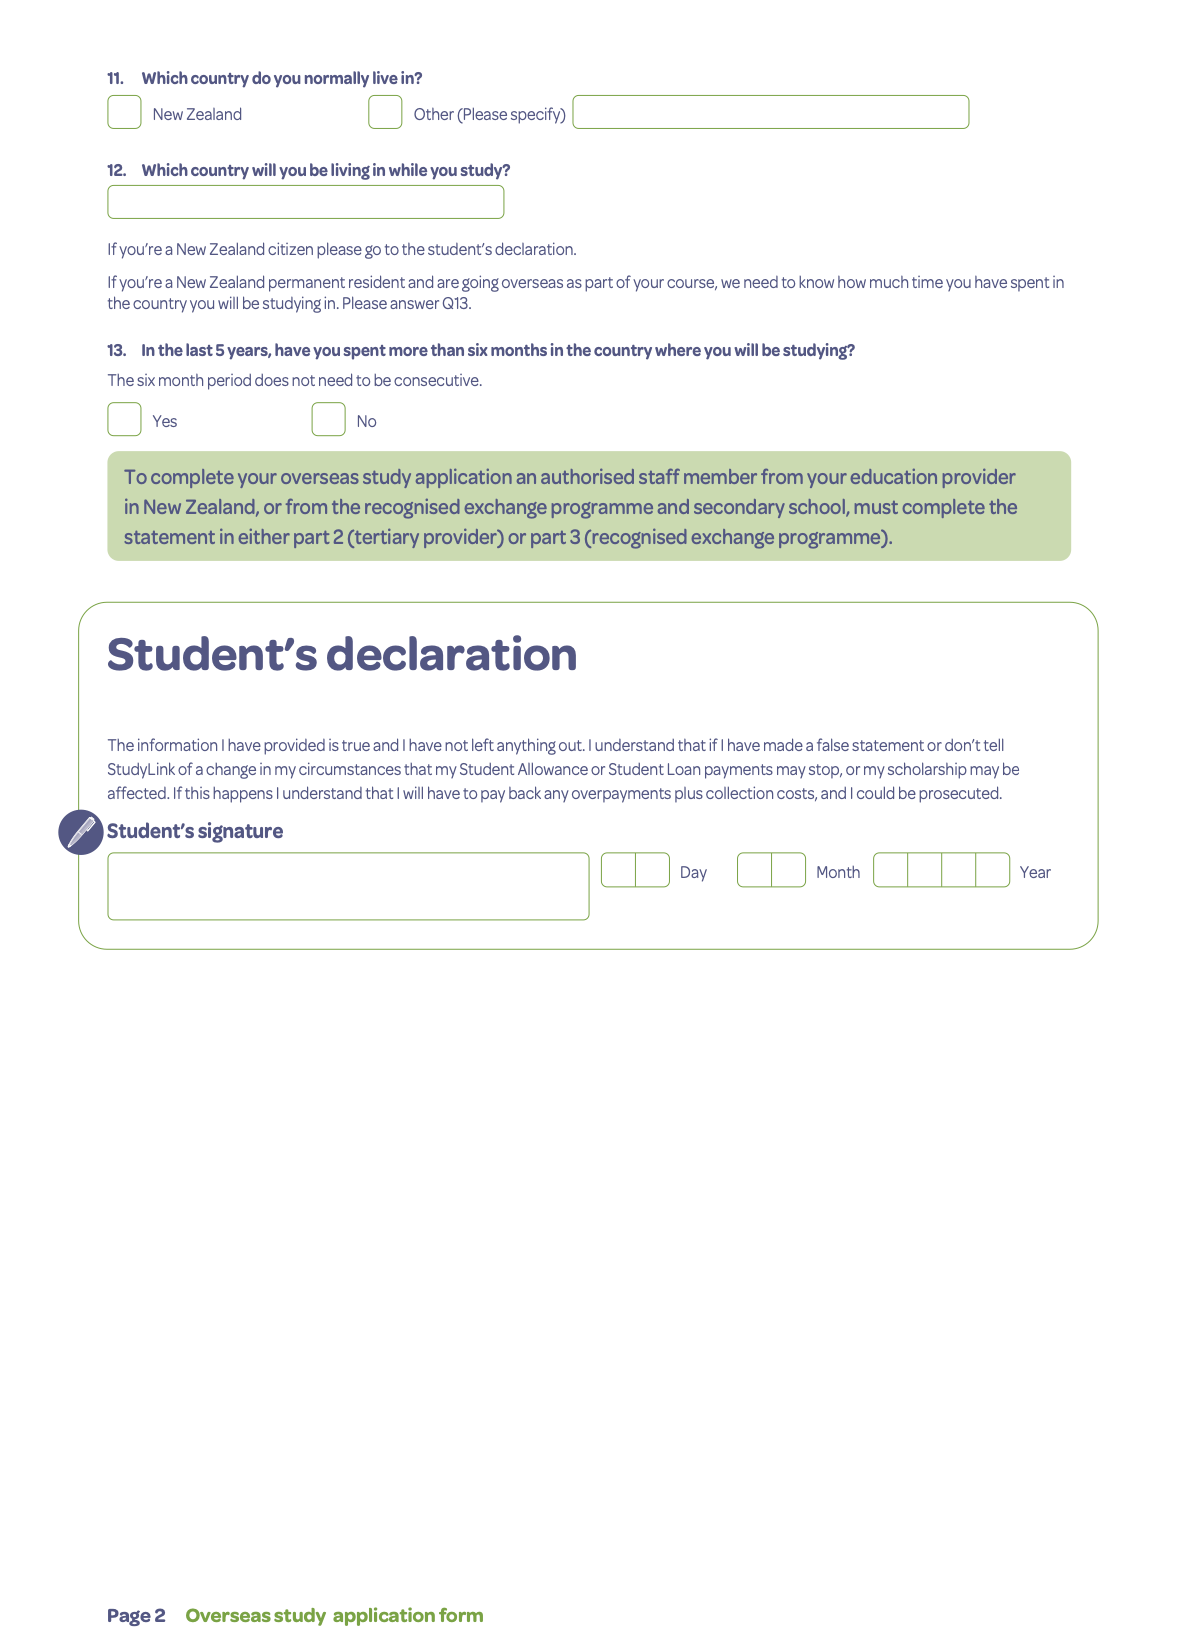 11. Which country do you normally live in?
New Zealand Other (Please specify)
12. Which country will you be living in while you study?
If you’re a New Zealand citizen please go to the student’s declaration.
If you’re a New Zealand permanent resident and are going overseas as part of your course, we need to know how much time you have spent in
the country you will be studying in. Please answer Q13.
13. In the last 5 years, have you spent more than six months in the country where you will be studying?
The six month period does not need to be consecutive.
Yes No
To complete your overseas study application an authorised staff member from your education provider
in New Zealand, or from the recognised exchange programme and secondary school, must complete the
statement in either part 2 (tertiary provider) or part 3 (recognised exchange programme).
Student’s declaration
The information I have provided is true and I have not left anything out. I understand that if I have made a false statement or don’t tell
StudyLink of a change in my circumstances that my Student Allowance or Student Loan payments may stop, or my scholarship may be
affected. If this happens I understand that I will have to pay back any overpayments plus collection costs, and I could be prosecuted.
Student’s signature
Day Month Year
Page 2 Overseas study application form